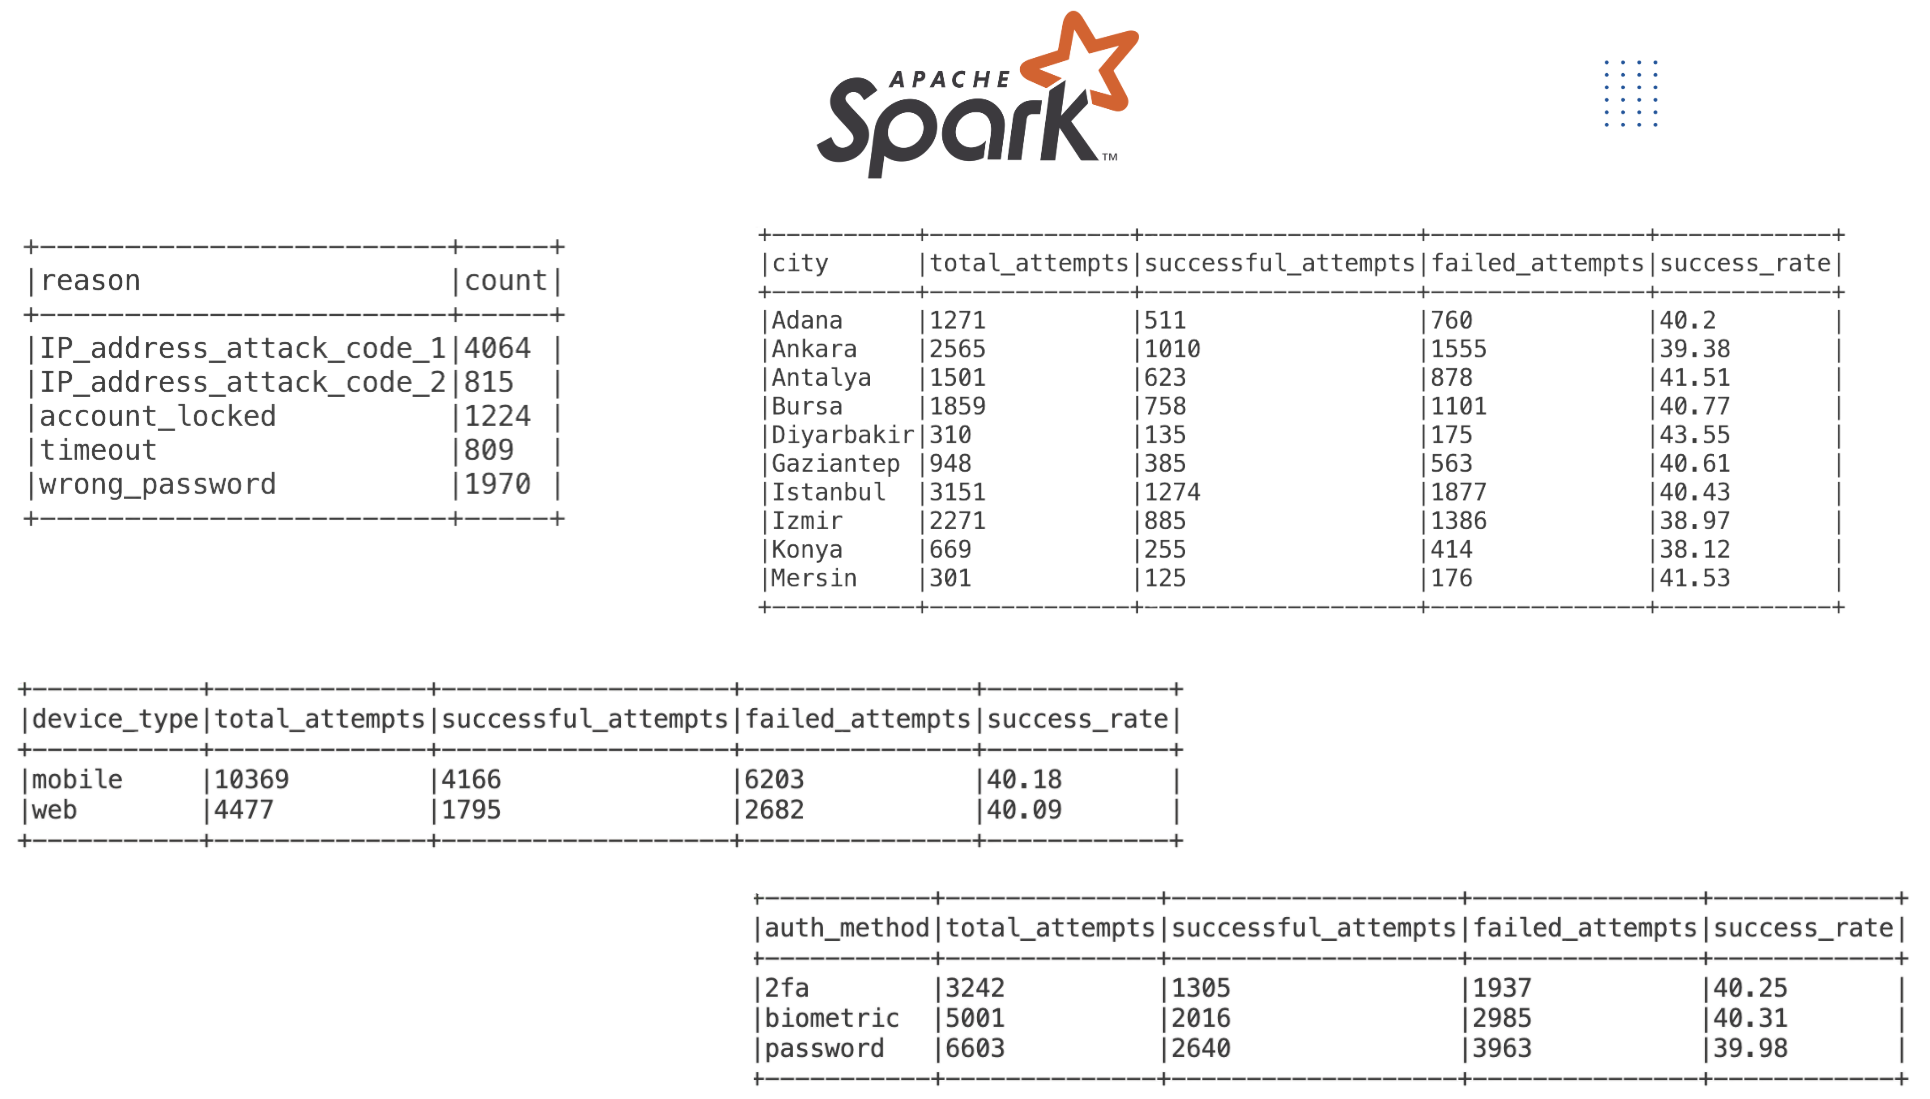 APACHE
Spark™
+------------------------+-----+
|reason                  |count|
+------------------------+-----+
|IP_address_attack_code_1|4064 |
|IP_address_attack_code_2|815  |
|account_locked          |1224 |
|timeout                 |809  |
|wrong_password          |1970 |
+------------------------+-----+
+----------+--------------+-------------------+---------------+------------+
|city      |total_attempts|successful_attempts|failed_attempts|success_rate|
+----------+--------------+-------------------+---------------+------------+
|Adana     |1271          |511                |760            |40.2        |
|Ankara    |2565          |1010               |1555           |39.38       |
|Antalya   |1501          |623                |878            |41.51       |
|Bursa     |1859          |758                |1101           |40.77       |
|Diyarbakir|310           |135                |175            |43.55       |
|Gaziantep |948           |385                |563            |40.61       |
|Istanbul  |3151          |1274               |1877           |40.43       |
|Izmir     |2271          |885                |1386           |38.97       |
|Konya     |669           |255                |414            |38.12       |
|Mersin    |301           |125                |176            |41.53       |
+----------+--------------+-------------------+---------------+------------+
+-----------+--------------+-------------------+---------------+------------+
|device_type|total_attempts|successful_attempts|failed_attempts|success_rate|
+-----------+--------------+-------------------+---------------+------------+
|mobile     |10369         |4166               |6203           |40.18       |
|web        |4477          |1795               |2682           |40.09       |
+-----------+--------------+-------------------+---------------+------------+
+-----------+--------------+-------------------+---------------+------------+
|auth_method|total_attempts|successful_attempts|failed_attempts|success_rate|
+-----------+--------------+-------------------+---------------+------------+
|2fa        |3242          |1305               |1937           |40.25       |
|biometric  |5001          |2016               |2985           |40.31       |
|password   |6603          |2640               |3963           |39.98       |
+-----------+--------------+-------------------+---------------+------------+